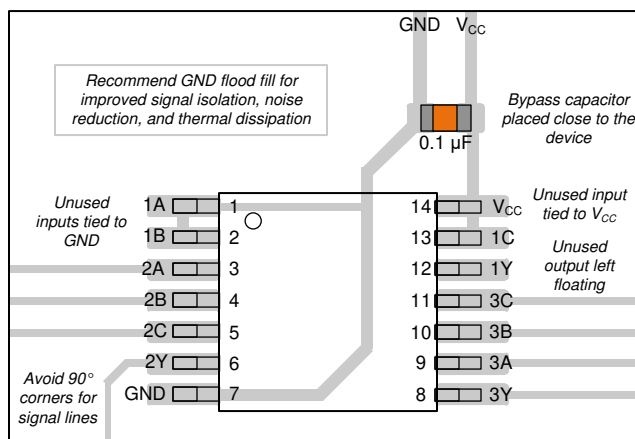 GND VCC
Recommend GND flood fill for
improved signal isolation, noise
reduction, and thermal dissipation
Bypass capacitor
placed close to the
device
0.1 µF
Unused
inputs tied to
GND
1A 1 14 VCC
1B 2 13 1C
2A 3 12 1Y
2B 4 11 3C
2C 5 10 3B
2Y 6 9 3A
GND 7 8 3Y
Unused input
tied to VCC
Unused
output left
floating
Avoid 90°
corners for
signal lines